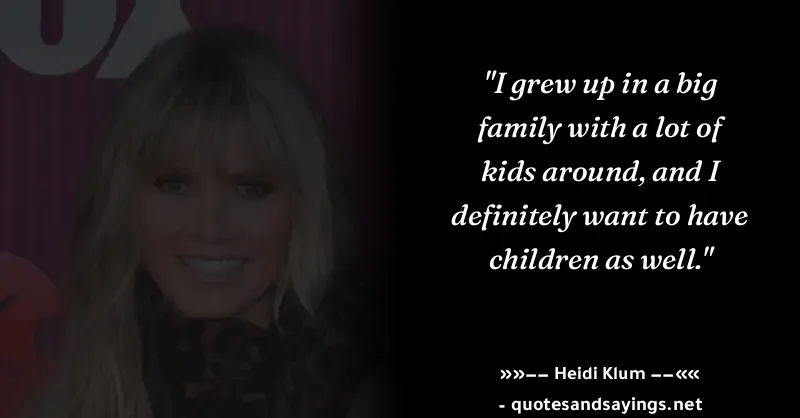 "I grew up in a big
family with a lot of
kids around, and I
definitely want to have
children as well."
»»−− Heidi Klum −−««
- quotesandsayings.net